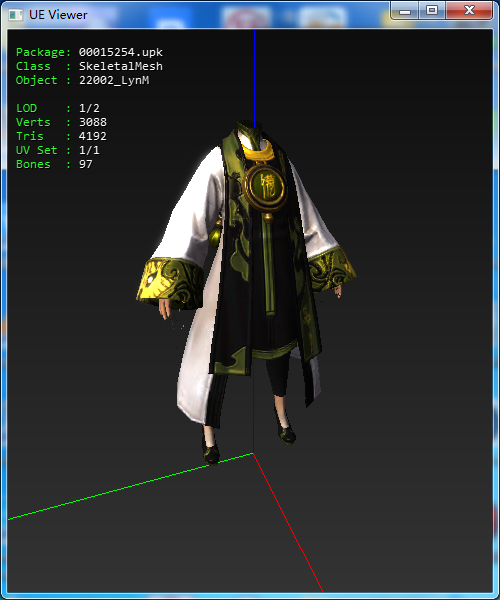 UE Viewer
Package: 00015254.upk
Class : SkeletalMesh
Object : 22002_LynM
LOD : 1/2
Verts : 3088
Tris : 4192
UV Set : 1/1
Bones : 97